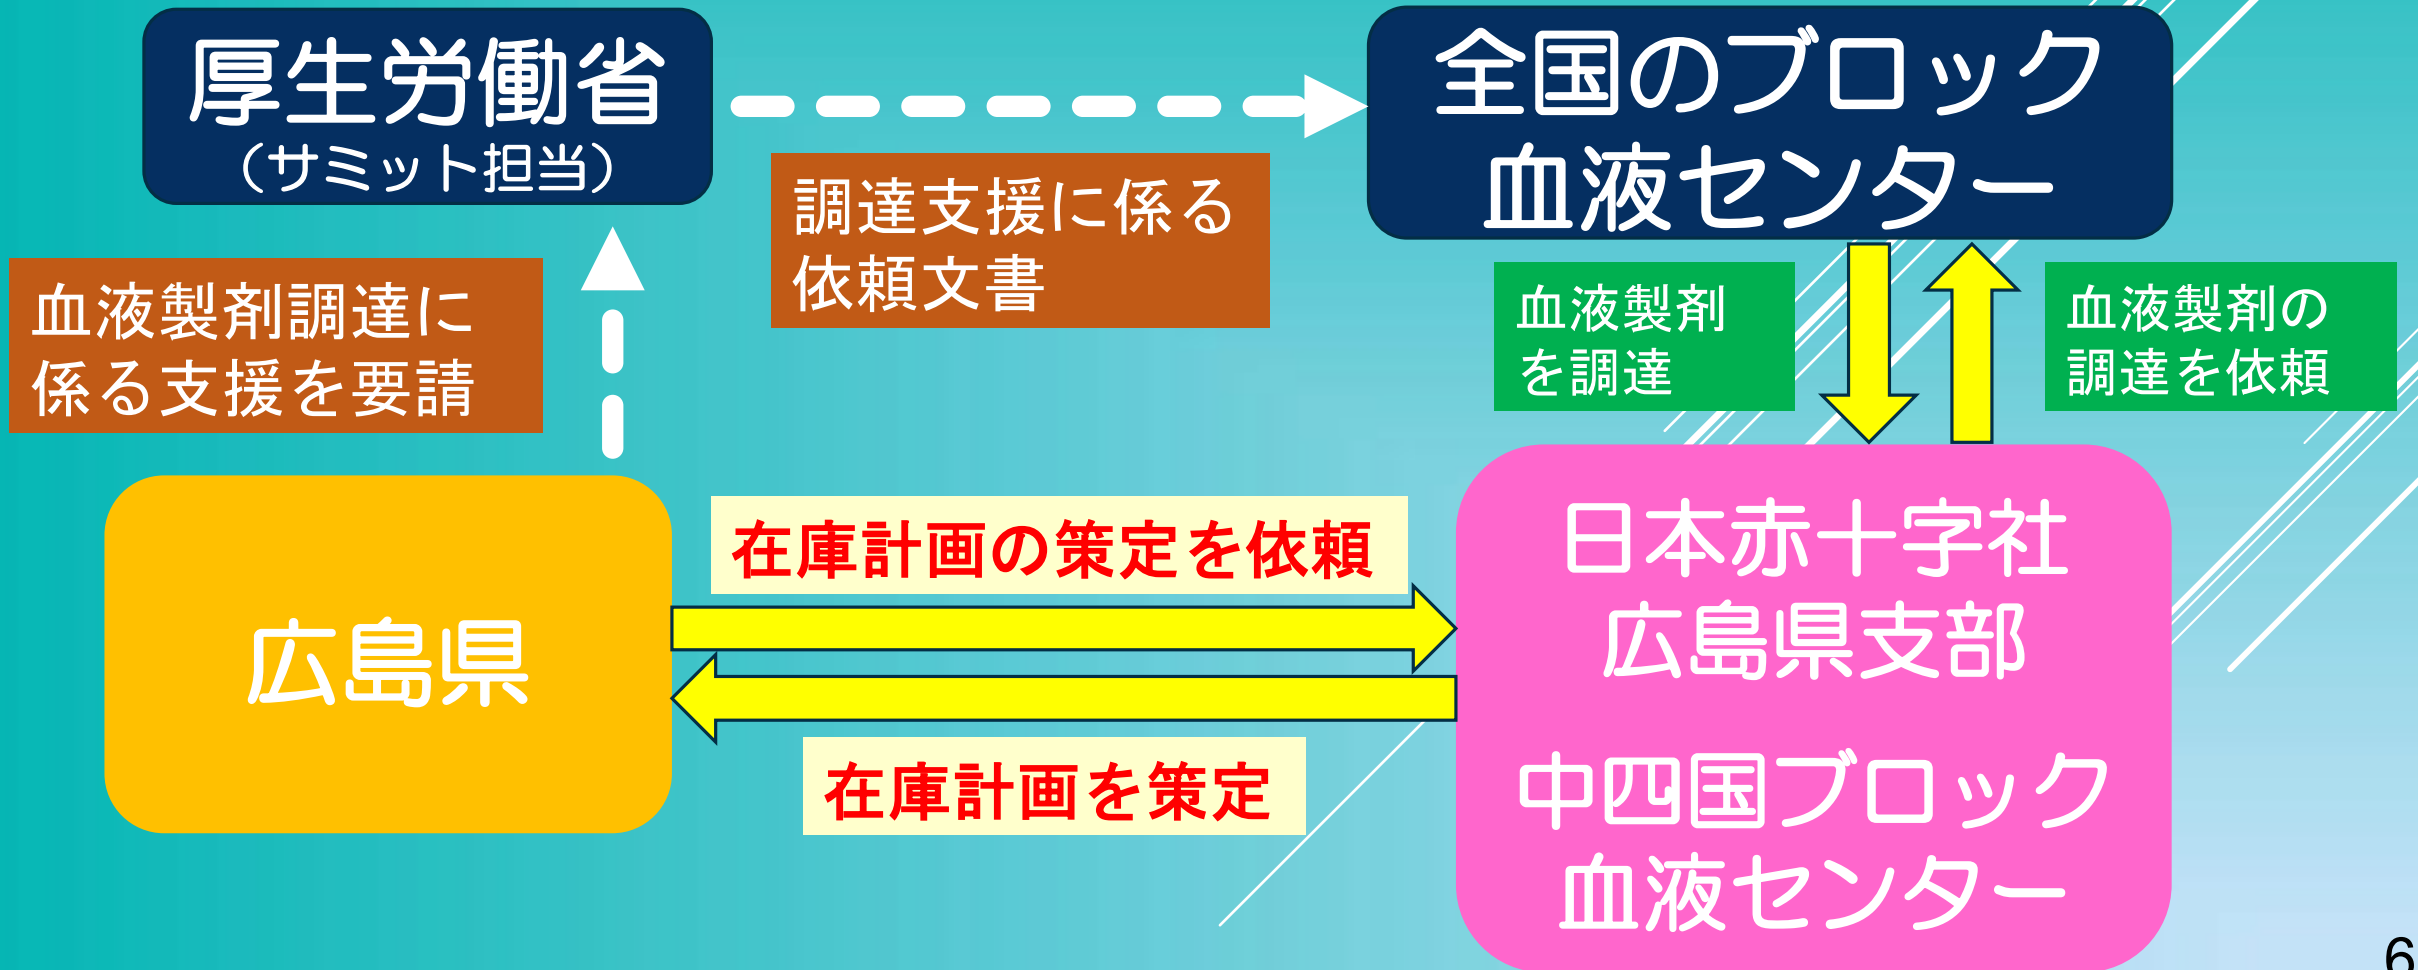 厚生労働省
（サミット担当）
全国のブロック
血液センター
調達支援に係る
依頼文書
血液製剤調達に
係る支援を要請
血液製剤
を調達
血液製剤の
調達を依頼
在庫計画の策定を依頼
広島県
在庫計画を策定
日本赤十字社
広島県支部
中四国ブロック
血液センター
6